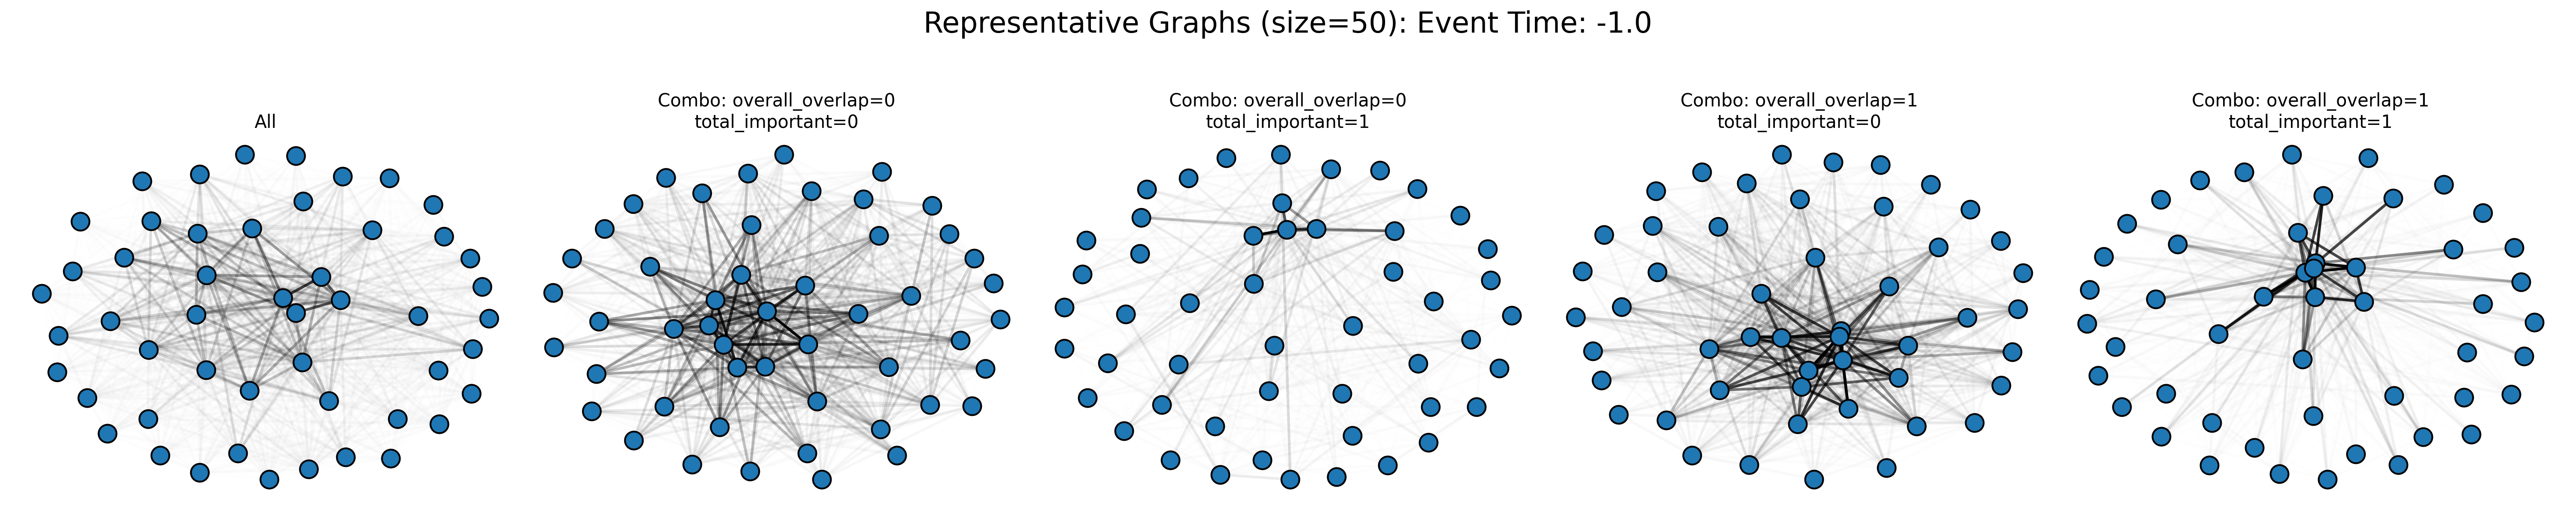 Representative Graphs (size=50): Event Time: -1.0
All
Combo: overall_overlap=0
total_important=0
Combo: overall_overlap=0
total_important=1
Combo: overall_overlap=1
total_important=0
Combo: overall_overlap=1
total_important=1